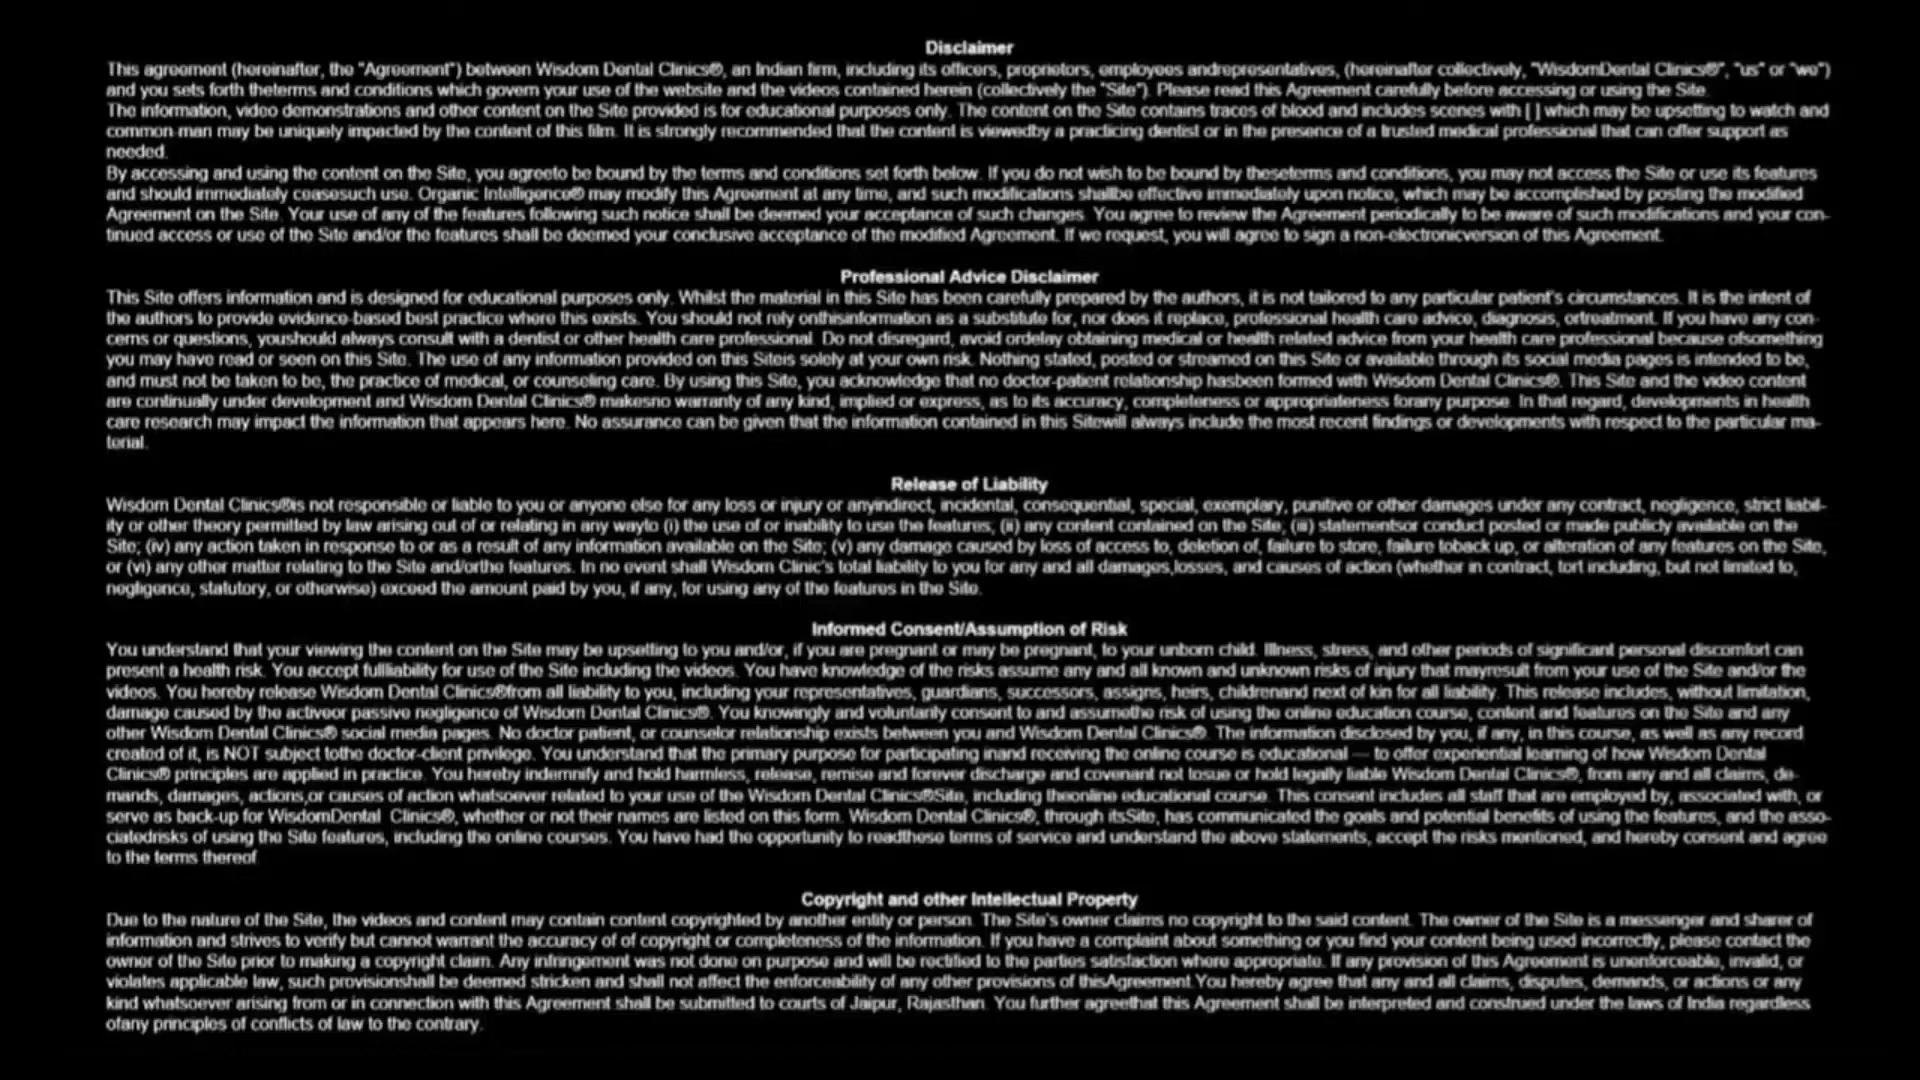 Disclaimer
This agreement (hereinafter, the "Agreement") between Wisdom Dental Clinics®, an Indian firm, including its officers, proprietors, employees andrepresentatives, (hereinafter collectively, "WisdomDental Clinics®", "us" or "we")
and you sets forth theterms and conditions which govern your use of the website and the videos contained herein (collectively the "Site"). Please read this Agreement carefully before accessing or using the Site.
The information, video demonstrations and other content on the Site provided is for educational purposes only. The content on the Site contains traces of blood and includes scenes with [ ] which may be upsetting to watch and
common-man may be uniquely impacted by the content of this film. It is strongly recommended that the content is viewedby a practicing dentist or in the presence of a trusted medical professional that can offer support as
needed.
By accessing and using the content on the Site, you agreeto be bound by the terms and conditions set forth below. If you do not wish to be bound by theseterms and conditions, you may not access the Site or use its features
and should immediately ceasesuch use. Organic Intelligence® may modify this Agreement at any time, and such modifications shallbe effective immediately upon notice, which may be accomplished by posting the modified
Agreement on the Site. Your use of any of the features following such notice shall be deemed your acceptance of such changes. You agree to review the Agreement periodically to be aware of such modifications and your con-
tinued access or use of the Site and/or the features shall be deemed your conclusive acceptance of the modified Agreement. If we request, you will agree to sign a non-electronicversion of this Agreement.
Professional Advice Disclaimer
This Site offers information and is designed for educational purposes only. Whilst the material in this Site has been carefully prepared by the authors, it is not tailored to any particular patient's circumstances. It is the intent of
the authors to provide evidence-based best practice where this exists. You should not rely onthisinformation as a substitute for, nor does it replace, professional health care advice, diagnosis, ortreatment. If you have any con-
cerns or questions, youshould always consult with a dentist or other health care professional. Do not disregard, avoid ordelay obtaining medical or health related advice from your health care professional because ofsomething
you may have read or seen on this Site. The use of any information provided on this Siteis solely at your own risk. Nothing stated, posted or streamed on this Site or available through its social media pages is intended to be,
and must not be taken to be, the practice of medical, or counseling care. By using this Site, you acknowledge that no doctor-patient relationship hasbeen formed with Wisdom Dental Clinics®. This Site and the video content
are continually under development and Wisdom Dental Clinics® makesno warranty of any kind, implied or express, as to its accuracy, completeness or appropriateness forany purpose. In that regard, developments in health
care research may impact the information that appears here. No assurance can be given that the information contained in this Sitewill always include the most recent findings or developments with respect to the particular ma-
terial.
Release of Liability
Wisdom Dental Clinics®is not responsible or liable to you or anyone else for any loss or injury or anyindirect, incidental, consequential, special, exemplary, punitive or other damages under any contract, negligence, strict liabil-
ity or other theory permitted by law arising out of or relating in any wayto (i) the use of or inability to use the features; (ii) any content contained on the Site; (iii) statementsor conduct posted or made publicly available on the
Site; (iv) any action taken in response to or as a result of any information available on the Site; (v) any damage caused by loss of access to, deletion of, failure to store, failure toback up, or alteration of any features on the Site,
or (vi) any other matter relating to the Site and/orthe features. In no event shall Wisdom Clinic's total liability to you for any and all damages,losses, and causes of action (whether in contract, tort including, but not limited to,
negligence, statutory, or otherwise) exceed the amount paid by you, if any, for using any of the features in the Site.
Informed Consent/Assumption of Risk
You understand that your viewing the content on the Site may be upsetting to you and/or, if you are pregnant or may be pregnant, to your unborn child. Illness, stress, and other periods of significant personal discomfort can
present a health risk. You accept fullliability for use of the Site including the videos. You have knowledge of the risks assume any and all known and unknown risks of injury that mayresult from your use of the Site and/or the
videos. You hereby release Wisdom Dental Clinics®from all liability to you, including your representatives, guardians, successors, assigns, heirs, childrenand next of kin for all liability. This release includes, without limitation,
damage caused by the activeor passive negligence of Wisdom Dental Clinics®. You knowingly and voluntarily consent to and assumethe risk of using the online education course, content and features on the Site and any
other Wisdom Dental Clinics® social media pages. No doctor patient, or counselor relationship exists between you and Wisdom Dental Clinics®. The information disclosed by you, if any, in this course, as well as any record
created of it, is NOT subject tothe doctor-client privilege. You understand that the primary purpose for participating inand receiving the online course is educational — to offer experiential learning of how Wisdom Dental
Clinics® principles are applied in practice. You hereby indemnify and hold harmless, release, remise and forever discharge and covenant not tosue or hold legally liable Wisdom Dental Clinics®, from any and all claims, de-
mands, damages, actions,or causes of action whatsoever related to your use of the Wisdom Dental Clinics®Site, including theonline educational course. This consent includes all staff that are employed by, associated with, or
serve as back-up for WisdomDental Clinics®, whether or not their names are listed on this form. Wisdom Dental Clinics®, through itsSite, has communicated the goals and potential benefits of using the features, and the asso-
ciatedrisks of using the Site features, including the online courses. You have had the opportunity to readthese terms of service and understand the above statements, accept the risks mentioned, and hereby consent and agree
to the terms thereof
Copyright and other Intellectual Property
Due to the nature of the Site, the videos and content may contain content copyrighted by another entity or person. The Site's owner claims no copyright to the said content. The owner of the Site is a messenger and sharer of
information and strives to verify but cannot warrant the accuracy of of copyright or completeness of the information. If you have a complaint about something or you find your content being used incorrectly, please contact the
owner of the Site prior to making a copyright claim. Any infringement was not done on purpose and will be rectified to the parties satisfaction where appropriate. If any provision of this Agreement is unenforceable, invalid, or
violates applicable law, such provisionshall be deemed stricken and shall not affect the enforceability of any other provisions of thisAgreement.You hereby agree that any and all claims, disputes, demands, or actions or any
kind whatsoever arising from or in connection with this Agreement shall be submitted to courts of Jaipur, Rajasthan. You further agreethat this Agreement shall be interpreted and construed under the laws of India regardless
ofany principles of conflicts of law to the contrary.